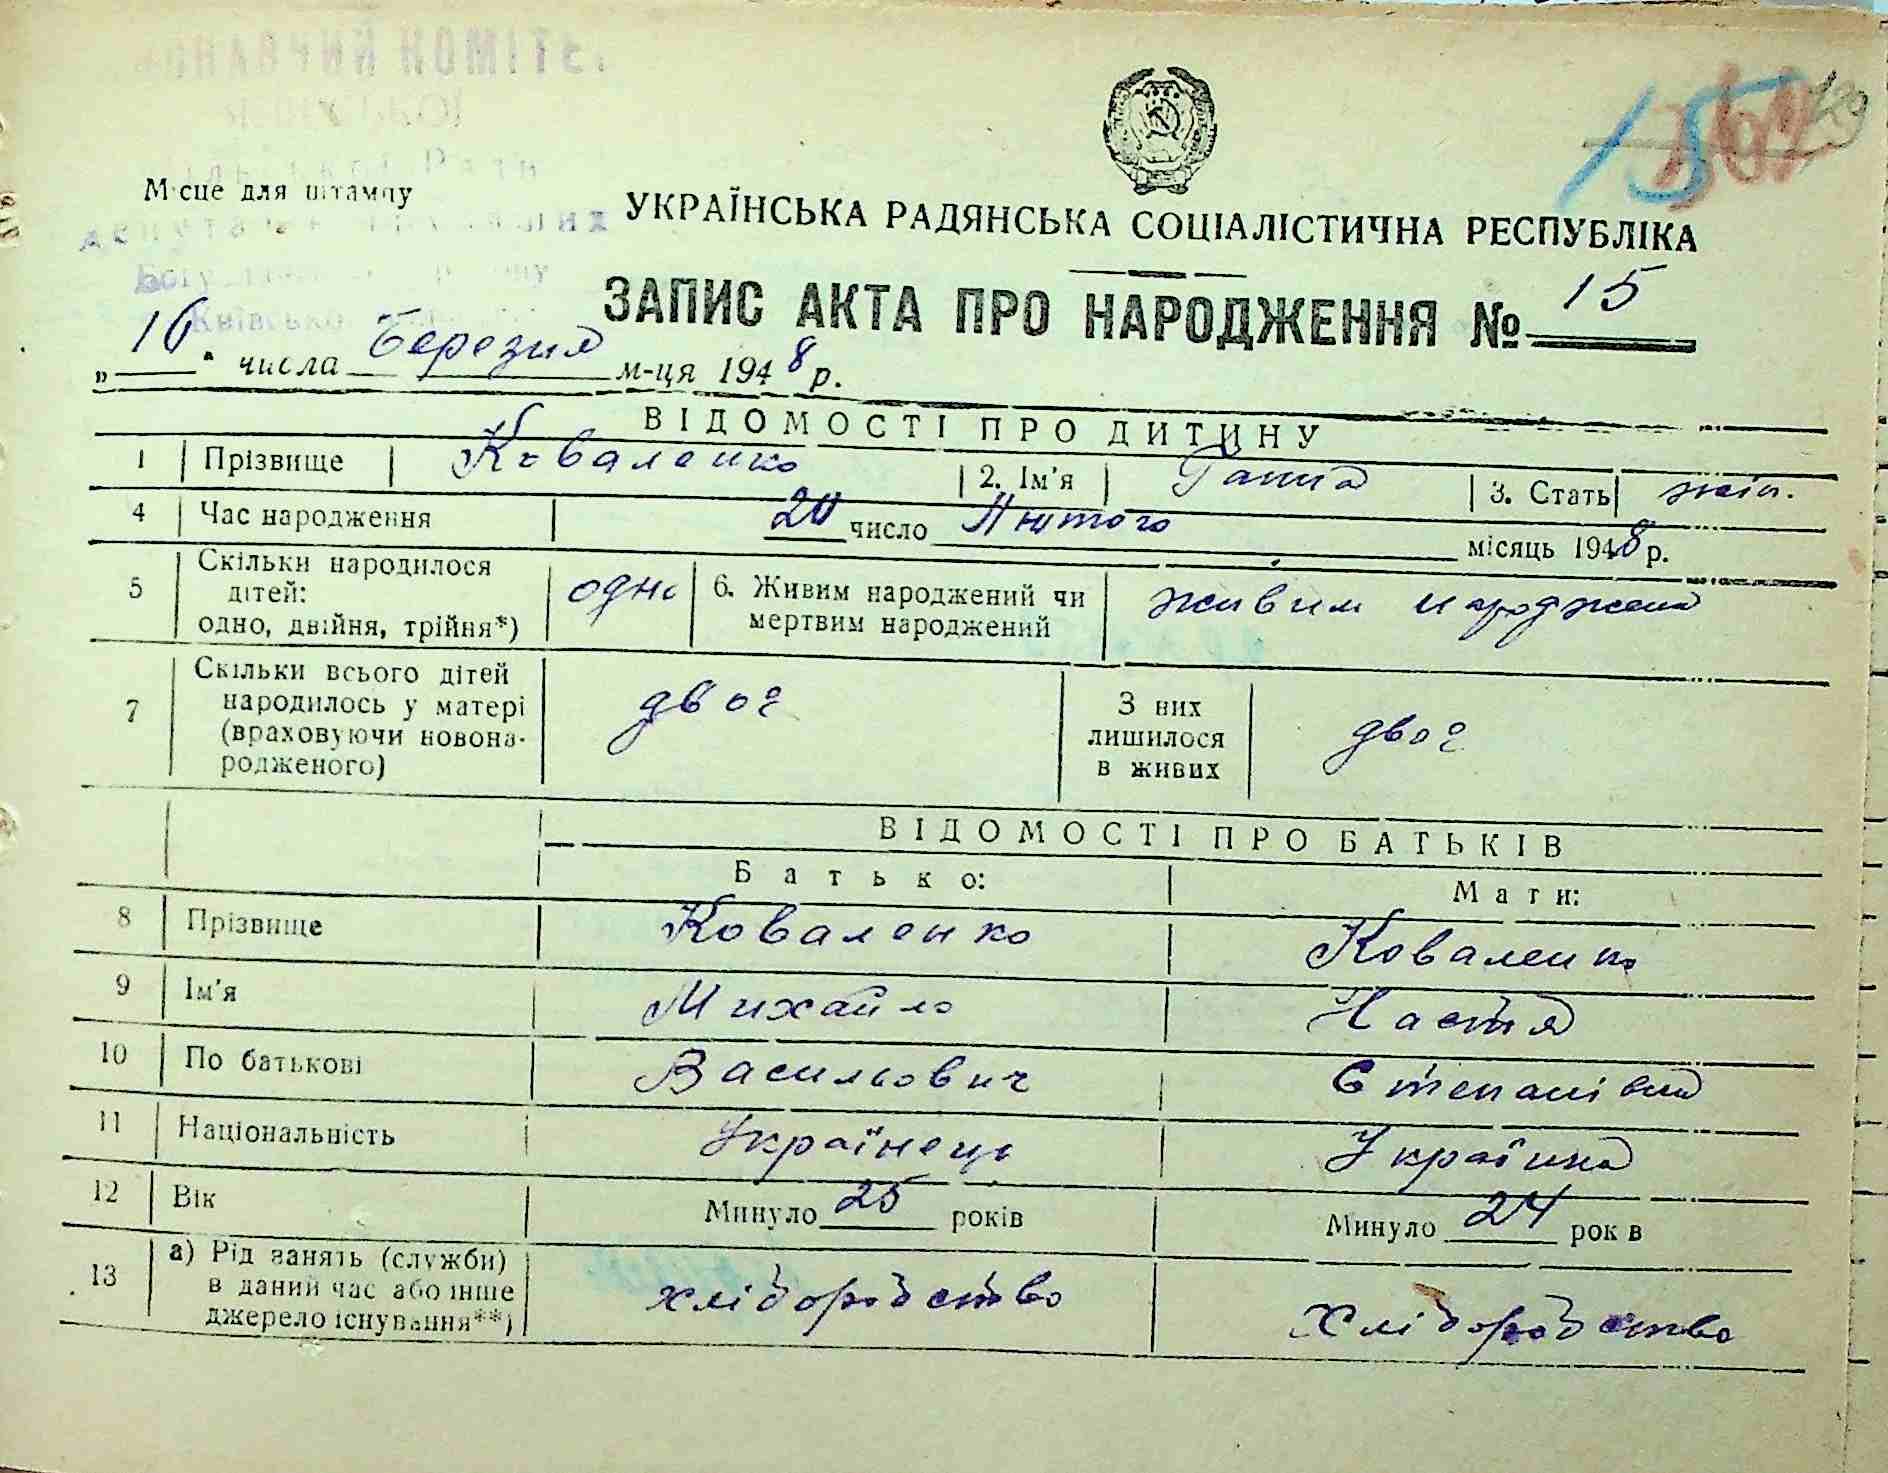 Місце для штампу
УКРАЇНСЬКА РАДЯНСЬКА СОЦІАЛІСТИЧНА РЕСПУБЛІКА
ЗАПИС АКТА ПРО НАРОДЖЕННЯ № 15
„16“ числа Березня м-ця 1948 р.
ВІДОМОСТІ ПРО ДИТИНУ
1 Прізвище Коваленко 2. Ім'я Ганна 3. Стать жін.
4 Час народження 20 число Лютого місяць 1948 р.
5 Скільки народилося дітей: одно, двійня, трійня*) одно 6. Живим народжений чи мертвим народжений живим народжена
7 Скільки всього дітей народилось у матері (враховуючи новонародженого) двоє З них лишилося в живих двоє
ВІДОМОСТІ ПРО БАТЬКІВ
Батько: Мати:
8 Прізвище Коваленко Коваленко
9 Ім'я Михайло Настя
10 По батькові Васильович Степанівна
11 Національність Українець Українка
12 Вік Минуло 25 років Минуло 24 рок в
13 а) Рід занять (служби) в даний час або інше джерело існування**) хліборобство хліборобство